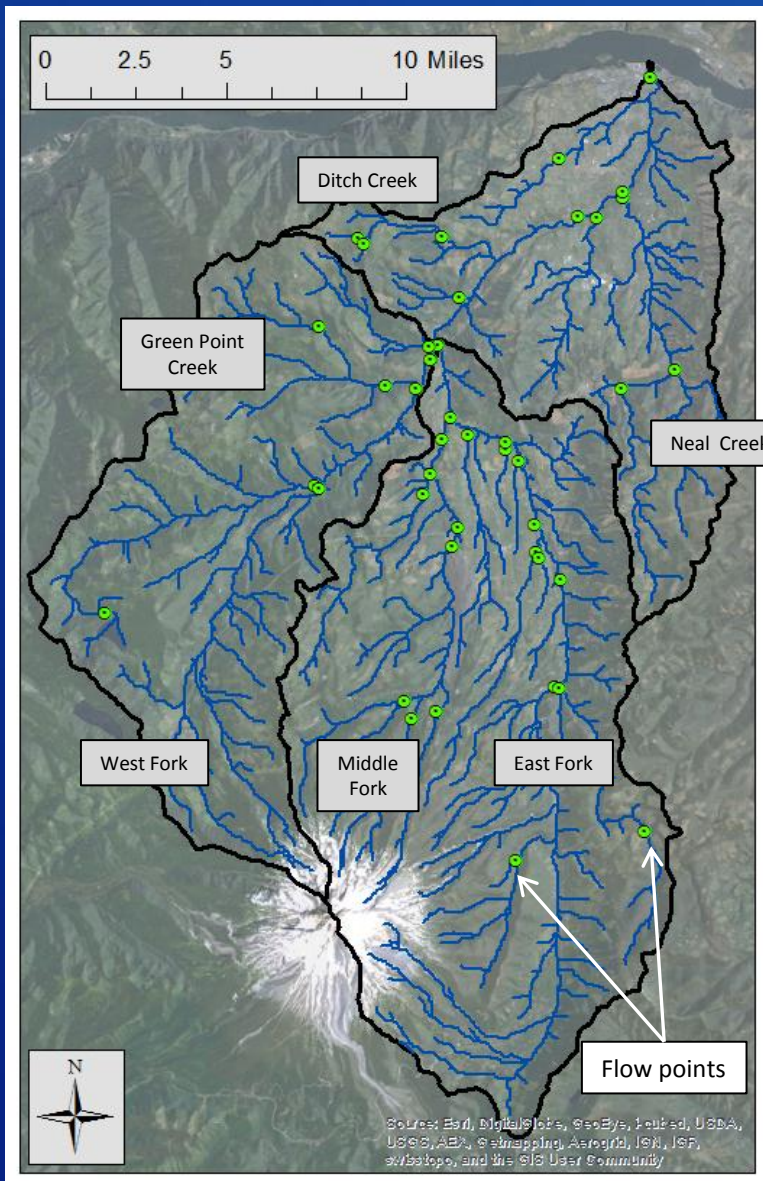 0 2.5 5 10 Miles
Ditch Creek
Green Point
Creek
Neal Creek
West Fork
Middle
Fork
East Fork
Flow points
N
Source: Esri, DigitalGlobe, GeoEye, i-cubed, USDA,
USGS, AEX, Getmapping, Aerogrid, IGN, IGP,
swisstopo, and the GIS User Community